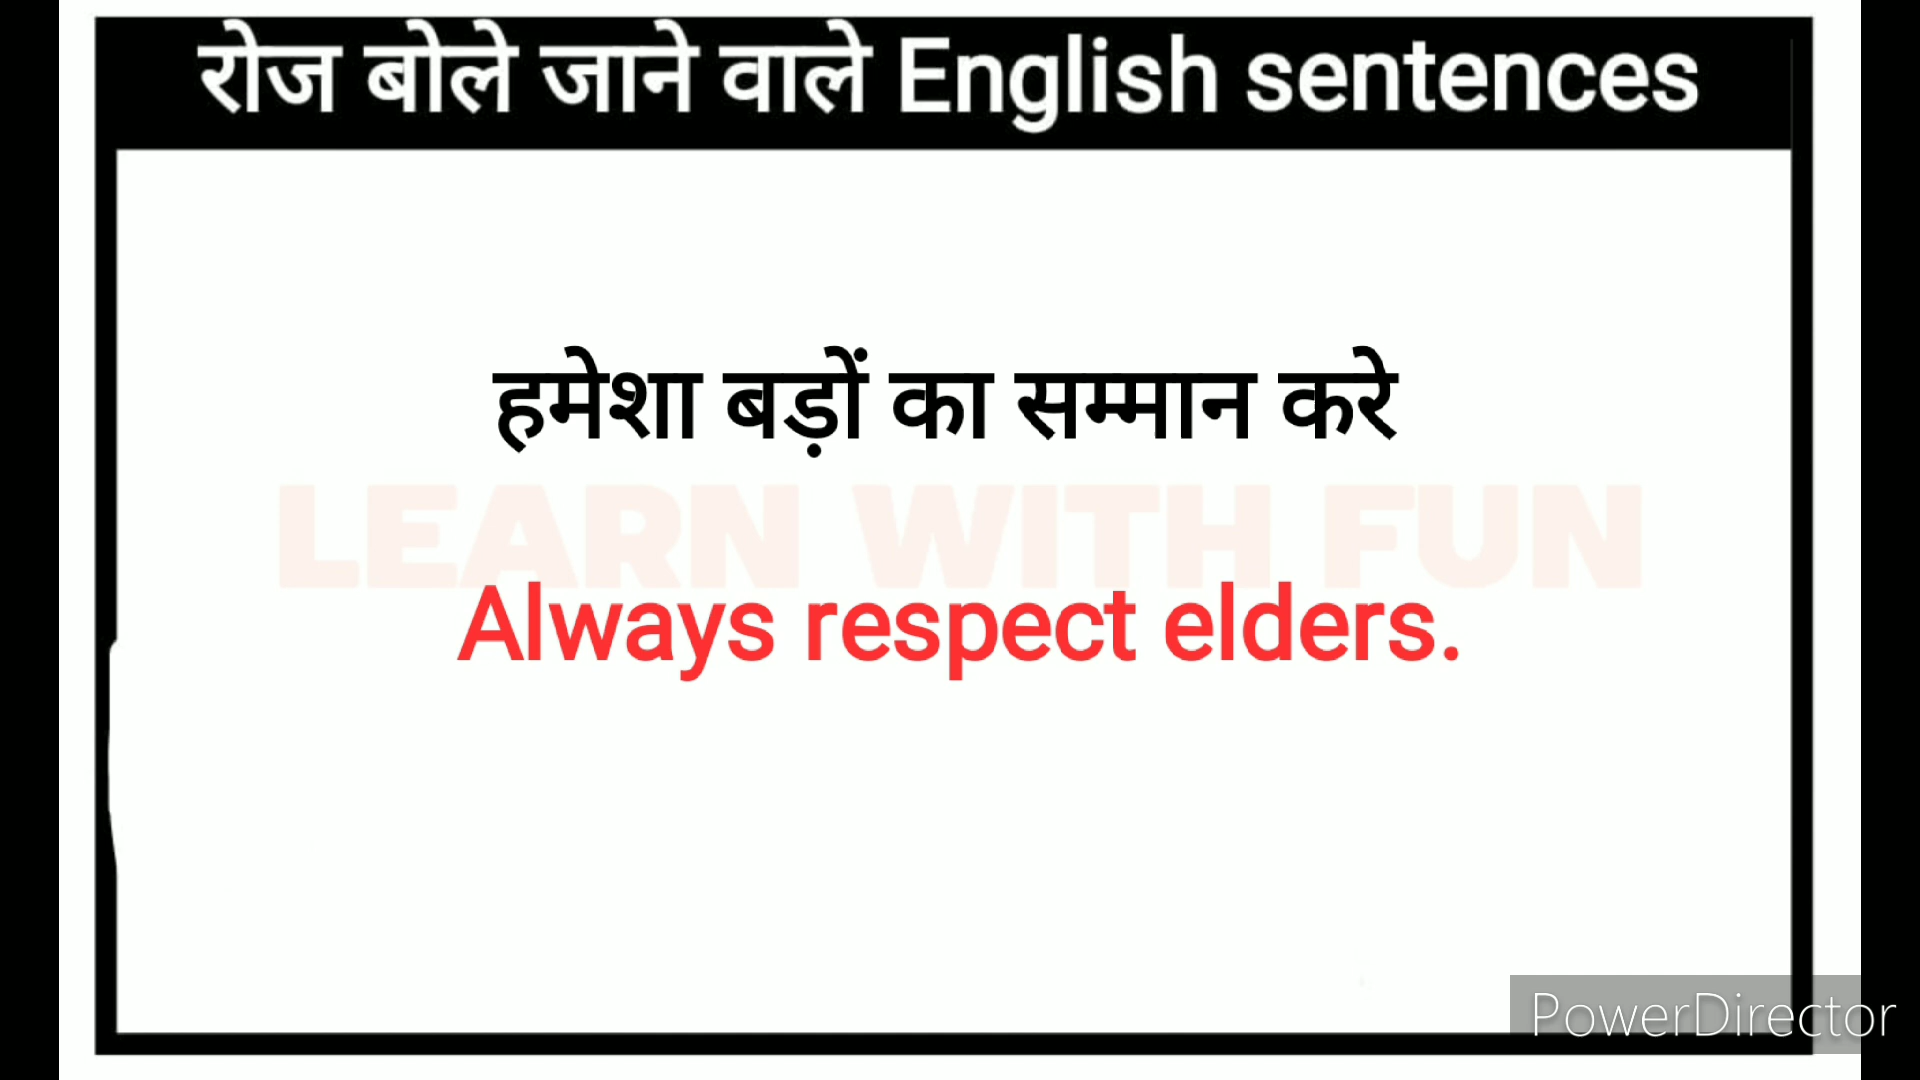 रोज बोले जाने वाले English sentences
हमेशा बड़ों का सम्मान करे
LEARN WITH FUN
Always respect elders.
PowerDirector